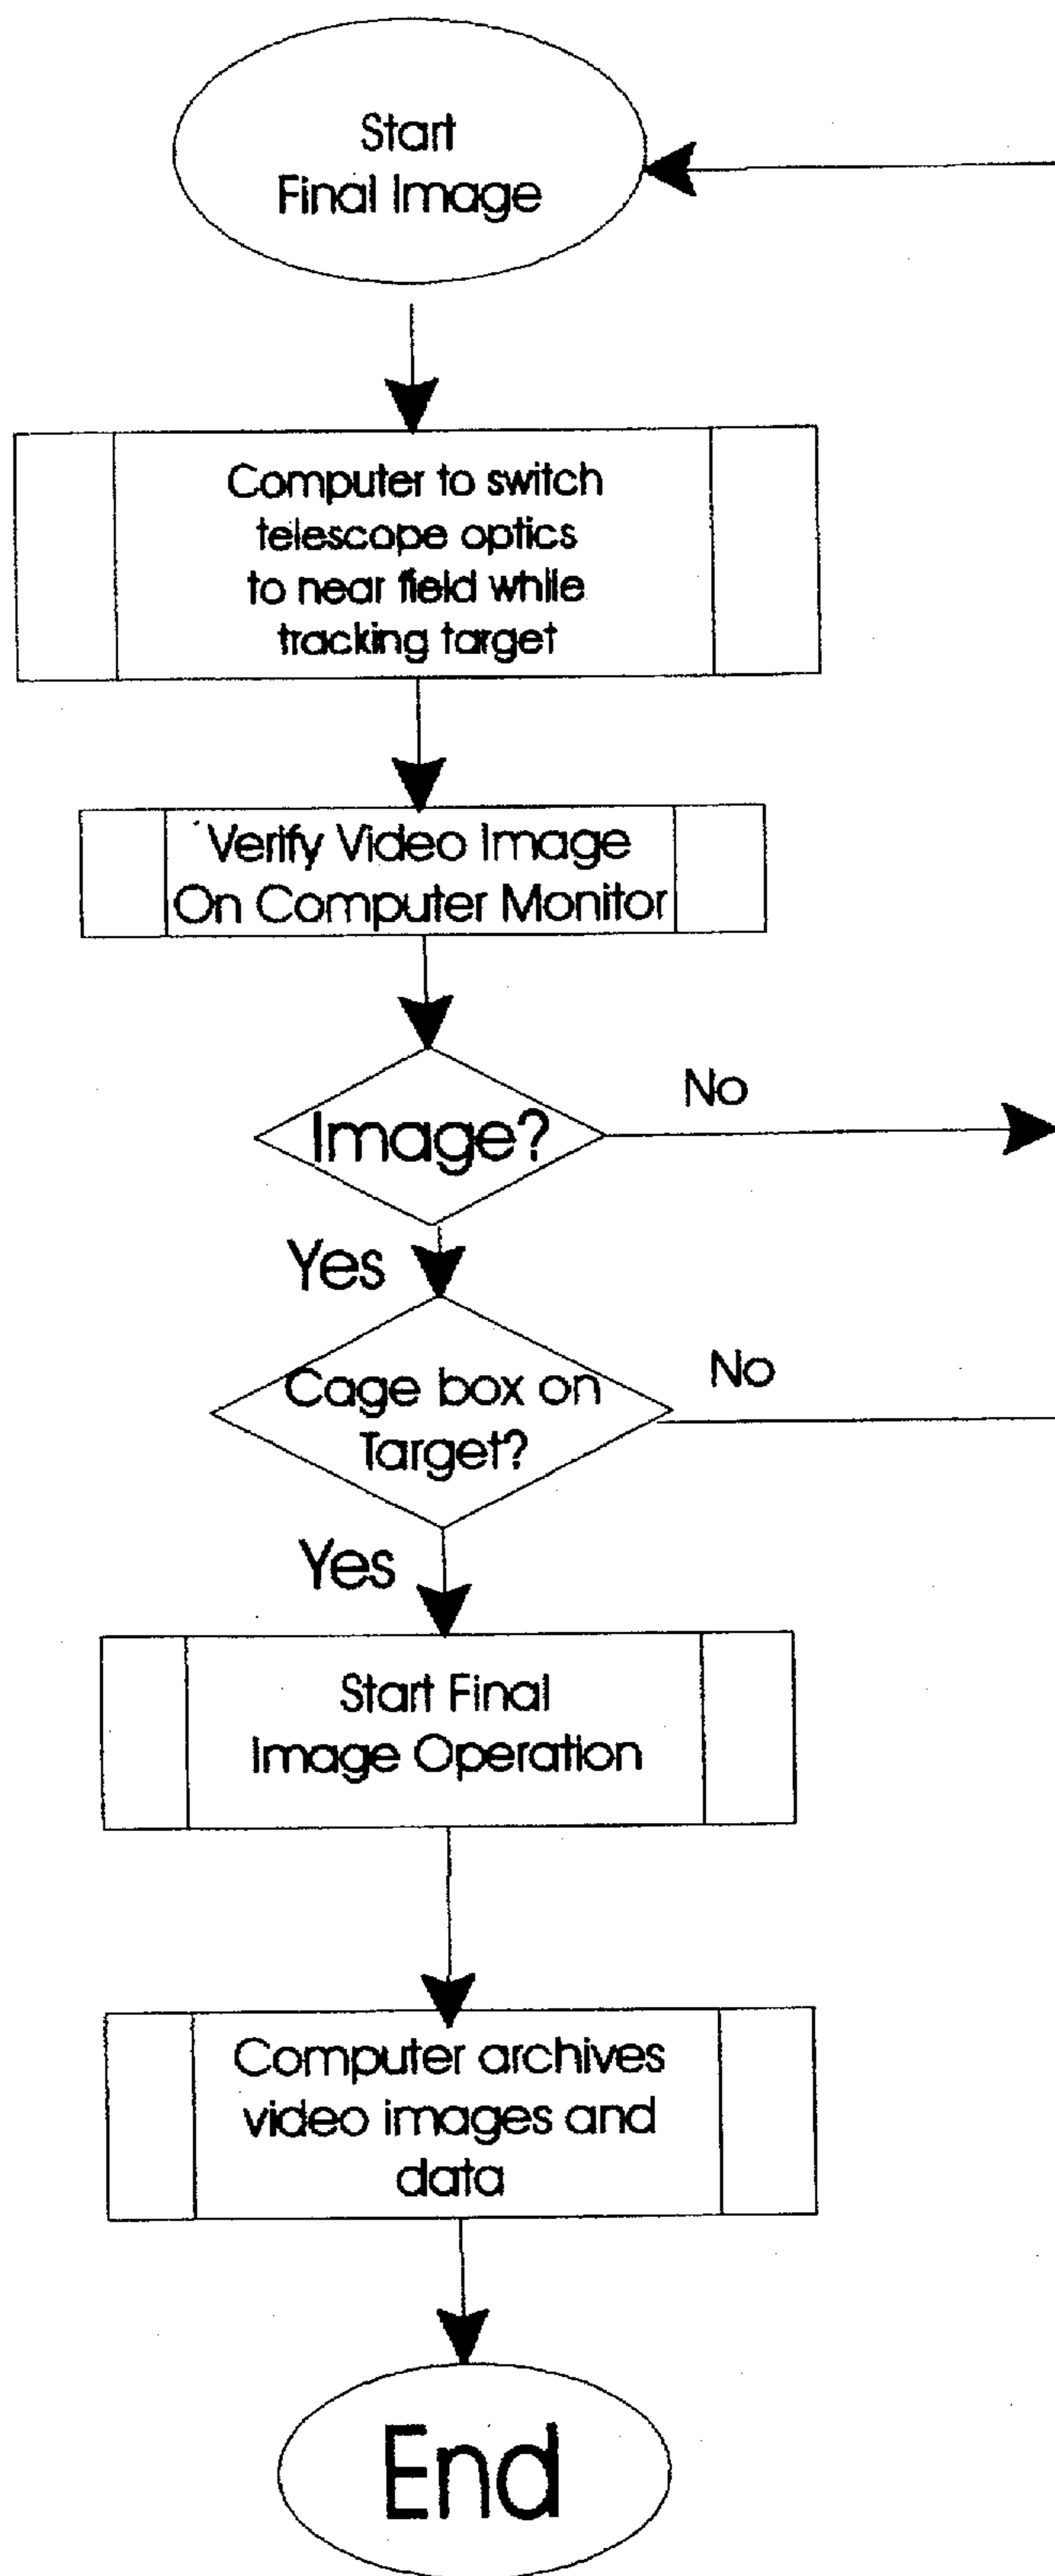 Start
Final Image
Computer to switch
telescope optics
to near field while
tracking target
Verify Video Image
On Computer Monitor
Image?
No
Yes
Cage box on
Target?
No
Yes
Start Final
Image Operation
Computer archives
video images and
data
End